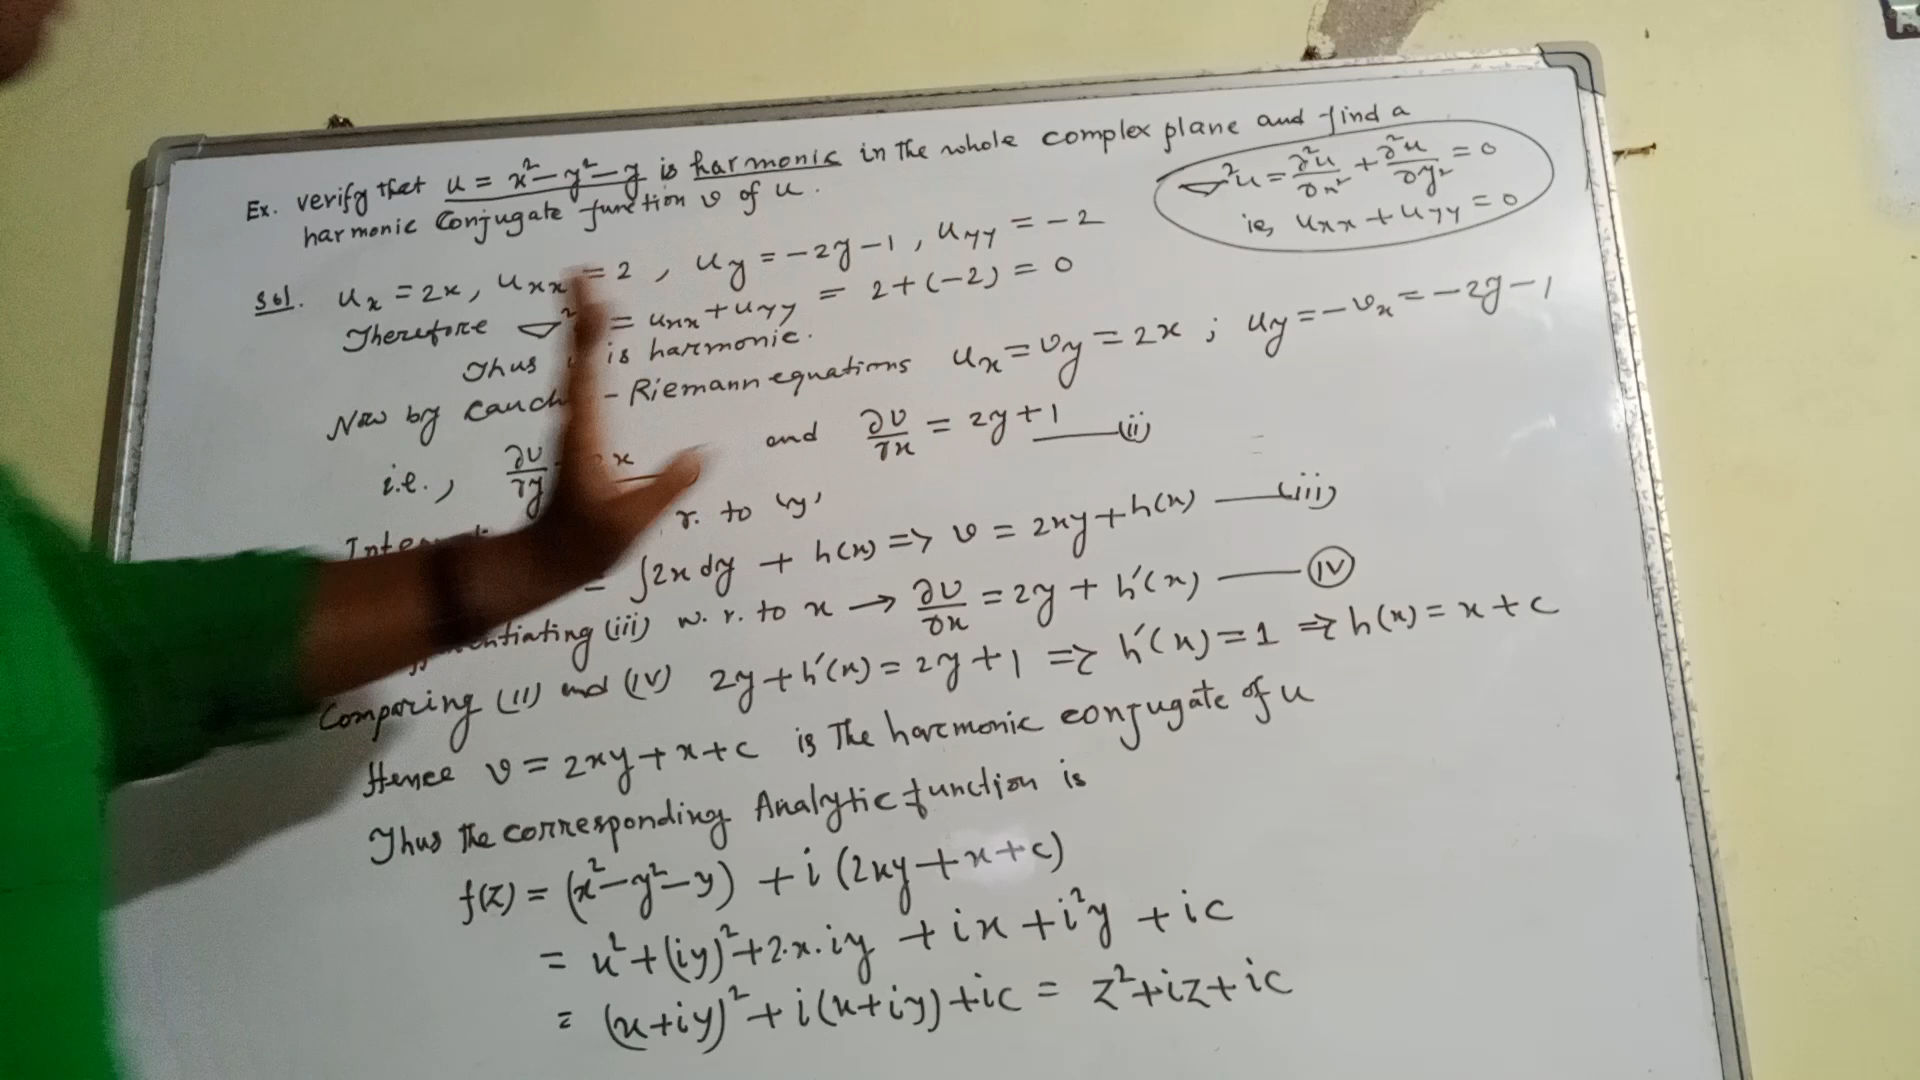 Ex. verify that u = x² - y² - y is harmonic in the whole complex plane and find a
harmonic Conjugate function v of u.
∇²u = ∂²u/∂x² + ∂²u/∂y² = 0
ie, uxx + uyy = 0
Sol. ux = 2x, uxx = 2, uy = -2y-1, uyy = -2
Therefore ∇² = uxx + uyy = 2+(-2) = 0
Thus is harmonic.
Now by Cauch - Riemann equations ux = vy = 2x ; uy = -vx = -2y-1
i.e., ∂v/∂y x and ∂v/∂x = 2y+1 —(ii)
r. to 'y'
= ∫2x dy + h(x) => v = 2xy + h(x) —(iii)
(iii) w.r. to x → ∂v/∂x = 2y + h'(x) —(IV)
Comparing (II) and (IV) 2y + h'(x) = 2y+1 => h'(x) = 1 => h(x) = x + c
Hence v = 2xy + x + c is The harmonic conjugate of u
Thus the corresponding Analytic function is
f(z) = (x² - y² - y) + i (2xy + x + c)
= x² + (iy)² + 2.x.iy + ix + i²y + ic
= (x+iy)² + i(x+iy) + ic = z² + iz + ic